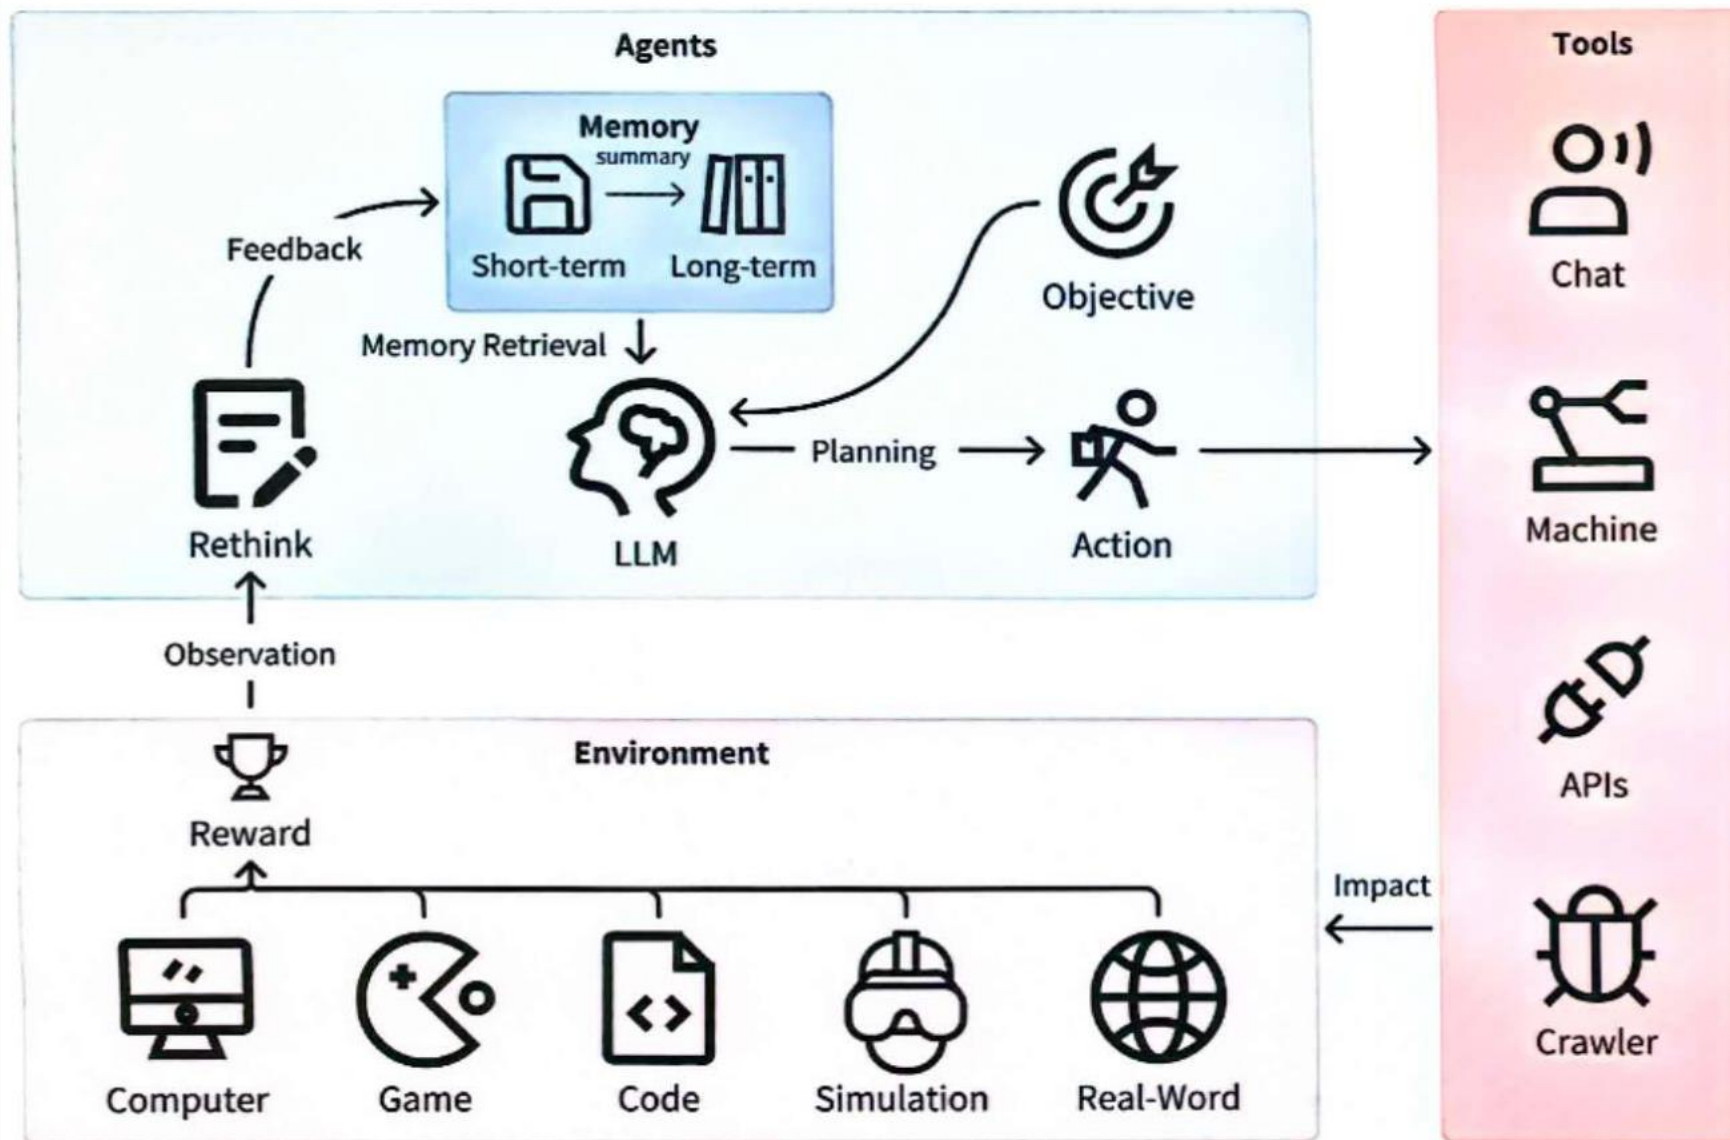 Agents
Memory
summary
Short-term
Long-term
Feedback
Memory Retrieval
Objective
Rethink
LLM
Planning
Action
Observation
Environment
Reward
Computer
Game
Code
Simulation
Real-Word
Impact
Tools
Chat
Machine
APIs
Crawler